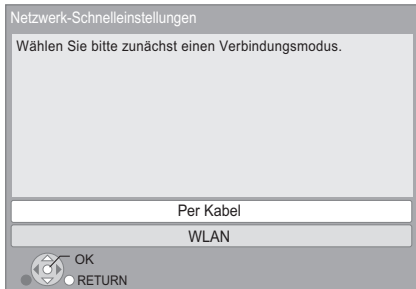 Netzwerk-Schnelleinstellungen
Wählen Sie bitte zunächst einen Verbindungsmodus.
Per Kabel
WLAN
OK
RETURN